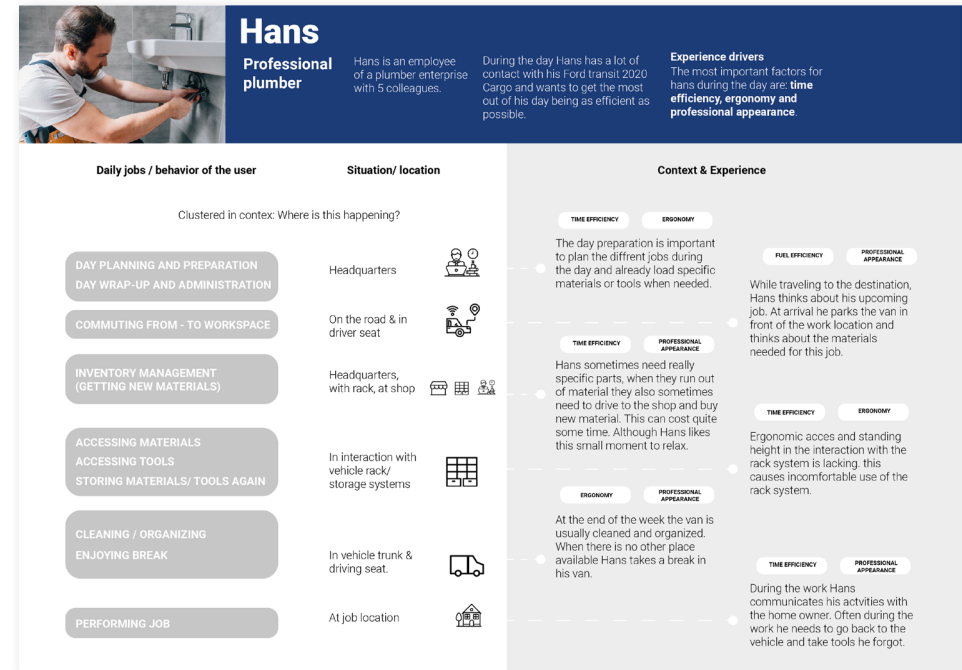 Hans
Professional
plumber
Hans is an employee
of a plumber enterprise
with 5 colleagues.
During the day Hans has a lot of
contact with his Ford transit 2020
Cargo and wants to get the most
out of his day being as efficient as
possible.
Experience drivers
The most important factors for
hans during the day are: time
efficiency, ergonomy and
professional appearance.
Daily jobs / behavior of the user
Situation/ location
Context & Experience
Clustered in contex: Where is this happening?
DAY PLANNING AND PREPARATION
DAY WRAP-UP AND ADMINISTRATION
Headquarters
TIME EFFICIENCY
ERGONOMY
The day preparation is important
to plan the diffrent jobs during
the day and already load specific
materials or tools when needed.
COMMUTING FROM - TO WORKSPACE
On the road & in
driver seat
FUEL EFFICIENCY
PROFESSIONAL
APPEARANCE
While traveling to the destination,
Hans thinks about his upcoming
job. At arrival he parks the van in
front of the work location and
thinks about the materials
needed for this job.
INVENTORY MANAGEMENT
(GETTING NEW MATERIALS)
Headquarters,
with rack, at shop
TIME EFFICIENCY
PROFESSIONAL
APPEARANCE
Hans sometimes need really
specific parts, when they run out
of material they also sometimes
need to drive to the shop and buy
new material. This can cost quite
some time. Although Hans likes
this small moment to relax.
ACCESSING MATERIALS
ACCESSING TOOLS
STORING MATERIALS/ TOOLS AGAIN
In interaction with
vehicle rack/
storage systems
TIME EFFICIENCY
ERGONOMY
Ergonomic acces and standing
height in the interaction with the
rack system is lacking. this
causes incomfortable use of the
rack system.
CLEANING / ORGANIZING
ENJOYING BREAK
In vehicle trunk &
driving seat.
ERGONOMY
PROFESSIONAL
APPEARANCE
At the end of the week the van is
usually cleaned and organized.
When there is no other place
available Hans takes a break in
his van.
PERFORMING JOB
At job location
TIME EFFICIENCY
PROFESSIONAL
APPEARANCE
During the work Hans
communicates his actvities with
the home owner. Often during the
work he needs to go back to the
vehicle and take tools he forgot.